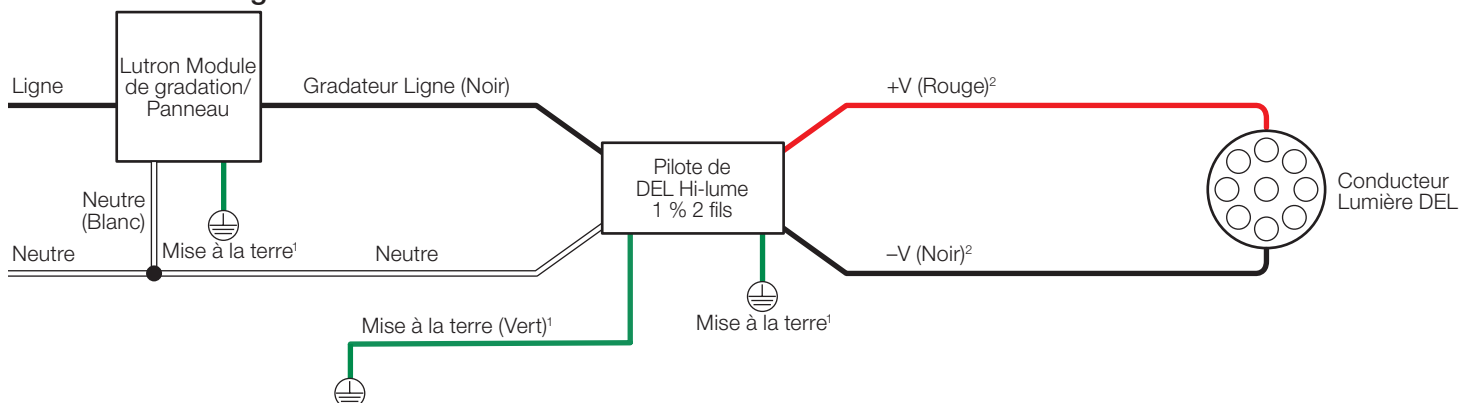 Ligne
Lutron Module
de gradation/
Panneau
Gradateur Ligne (Noir)
+V (Rouge)²
Pilote de
DEL Hi-lume
1 % 2 fils
Conducteur
Lumière DEL
Neutre
(Blanc)
Mise à la terre¹
Neutre
Neutre
–V (Noir)²
Mise à la terre¹
Mise à la terre (Vert)¹